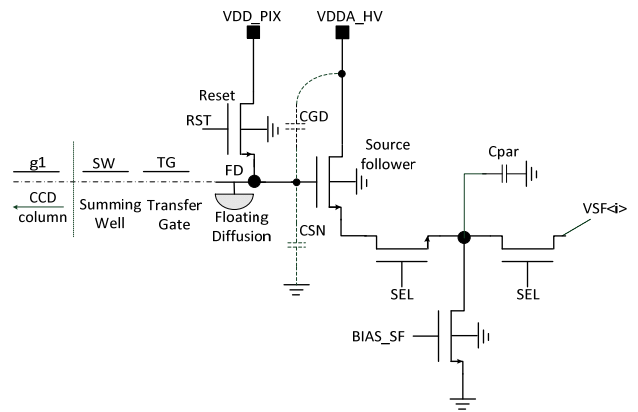 VDD_PIX
VDDA_HV
Reset
RST
CGD
Source
follower
Cpar
g1
SW
TG
FD
CCD
column
Summing
Well
Transfer
Gate
Floating
Diffusion
CSN
VSF<i>
SEL
SEL
BIAS_SF